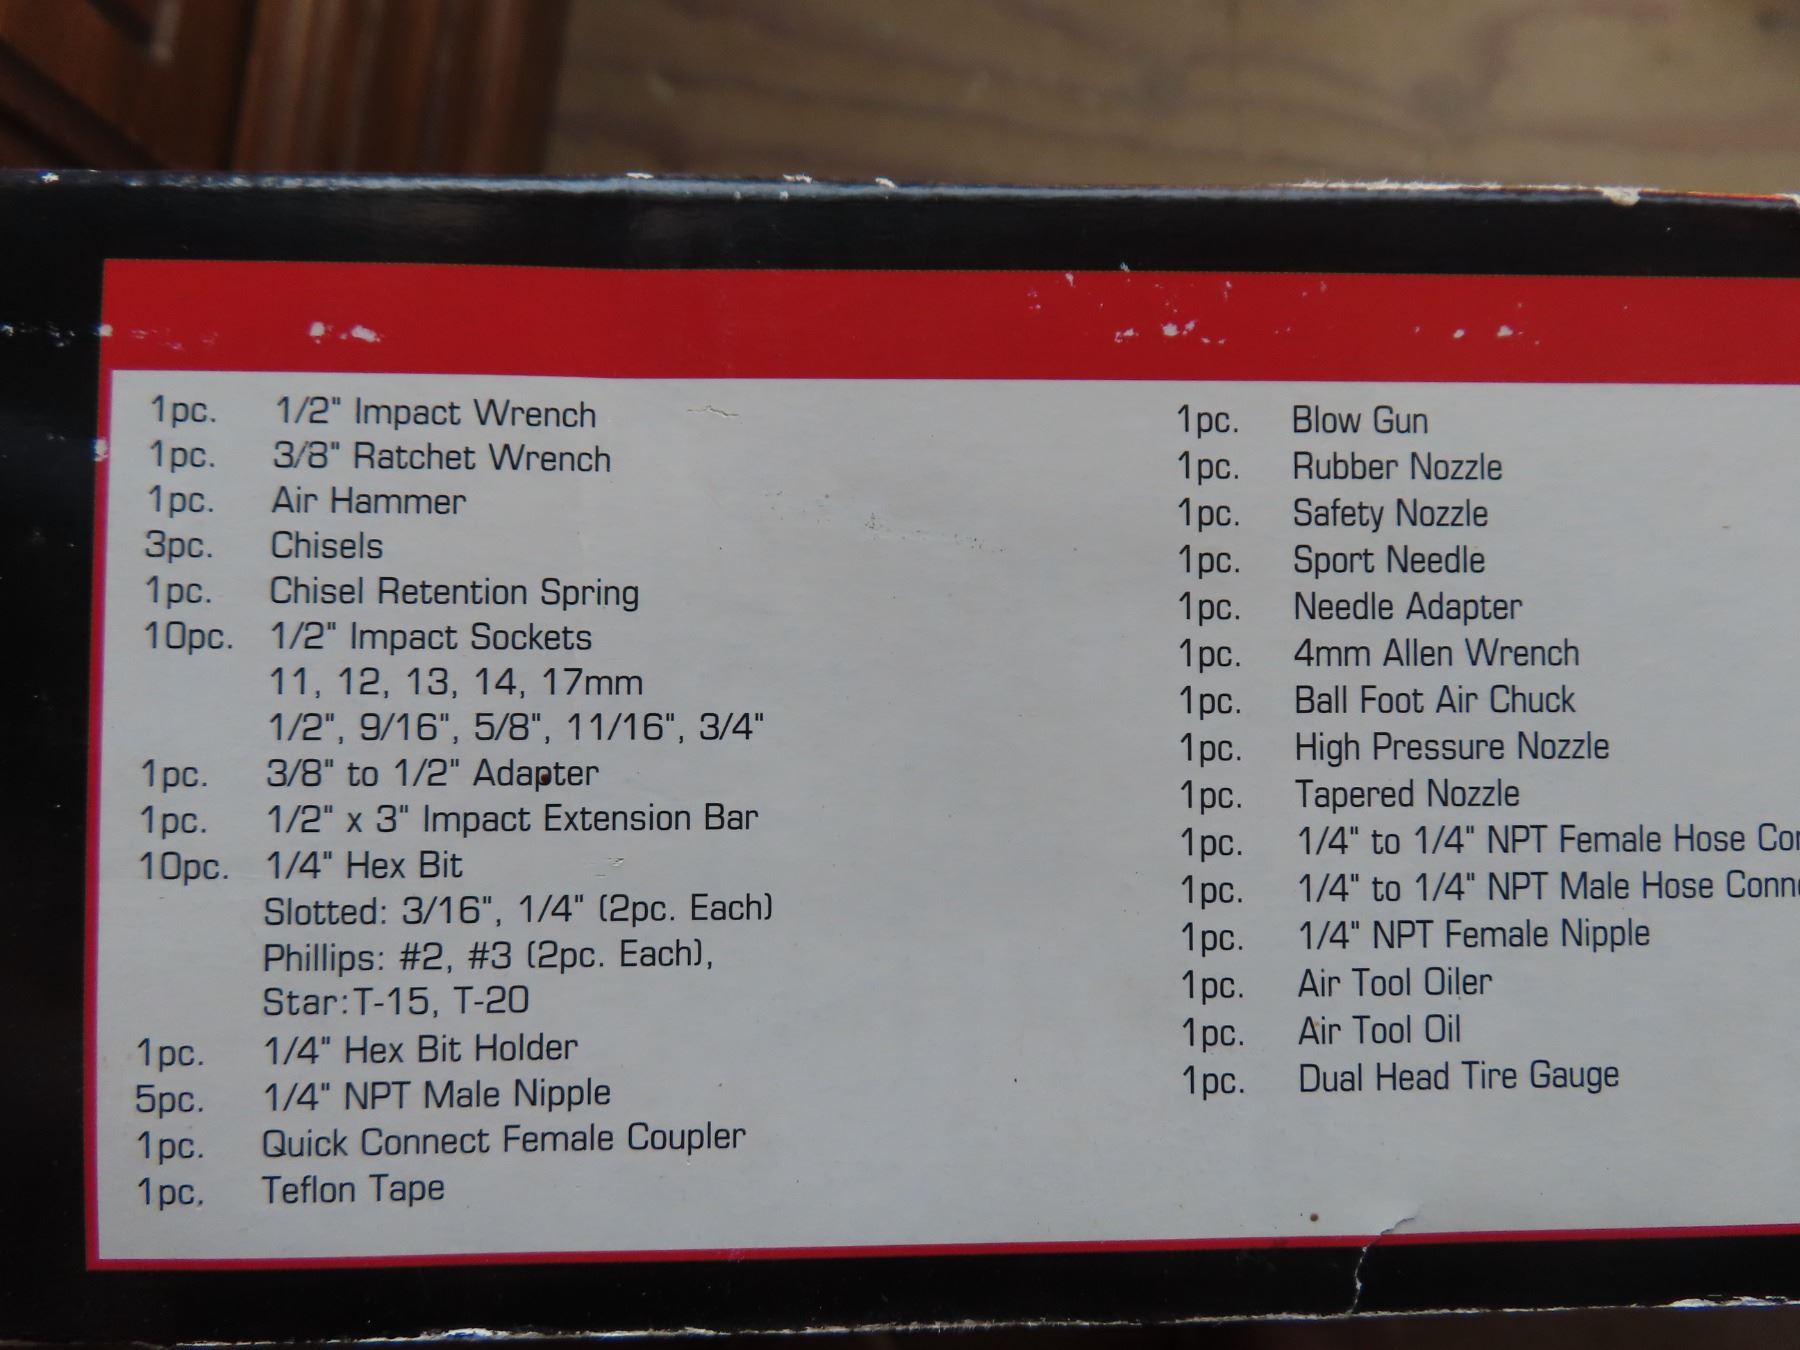 1pc. 1/2" Impact Wrench
1pc. 3/8" Ratchet Wrench
1pc. Air Hammer
3pc. Chisels
1pc. Chisel Retention Spring
10pc. 1/2" Impact Sockets
11, 12, 13, 14, 17mm
1/2", 9/16", 5/8", 11/16", 3/4"
1pc. 3/8" to 1/2" Adapter
1pc. 1/2" x 3" Impact Extension Bar
10pc. 1/4" Hex Bit
Slotted: 3/16", 1/4" (2pc. Each)
Phillips: #2, #3 (2pc. Each),
Star:T-15, T-20
1pc. 1/4" Hex Bit Holder
5pc. 1/4" NPT Male Nipple
1pc. Quick Connect Female Coupler
1pc. Teflon Tape
1pc. Blow Gun
1pc. Rubber Nozzle
1pc. Safety Nozzle
1pc. Sport Needle
1pc. Needle Adapter
1pc. 4mm Allen Wrench
1pc. Ball Foot Air Chuck
1pc. High Pressure Nozzle
1pc. Tapered Nozzle
1pc. 1/4" to 1/4" NPT Female Hose
1pc. 1/4" to 1/4" NPT Male Hose
1pc. 1/4" NPT Female Nipple
1pc. Air Tool Oiler
1pc. Air Tool Oil
1pc. Dual Head Tire Gauge